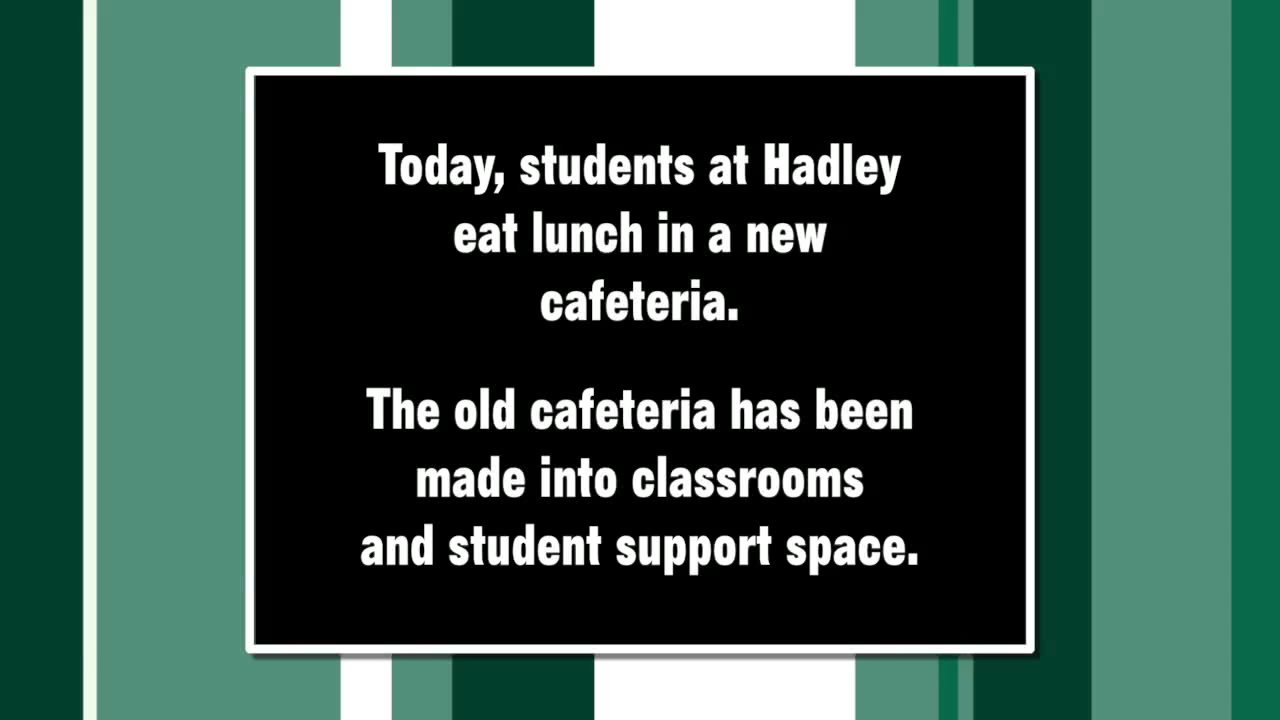 Today, students at Hadley
eat lunch in a new
cafeteria.
The old cafeteria has been
made into classrooms
and student support space.